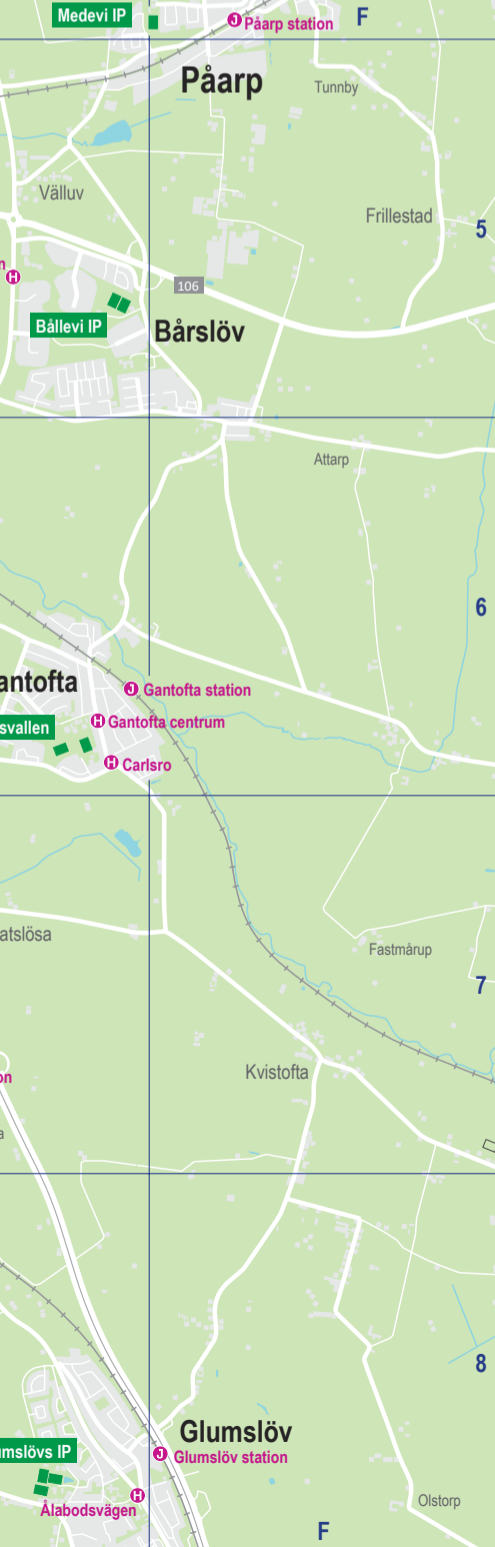 Medevi IP
J Påarp station
F
Påarp
Tunnby
Välluv
Frillestad
5
n
H
106
Bållevi IP
Bårslöv
Attarp
6
antofta
J Gantofta station
svallen
H Gantofta centrum
H Carlsro
atslösa
Fastmårup
7
Kvistofta
on
a
8
Glumslöv
mslövs IP
J Glumslöv station
H
Ålabodsvägen
Olstorp
F